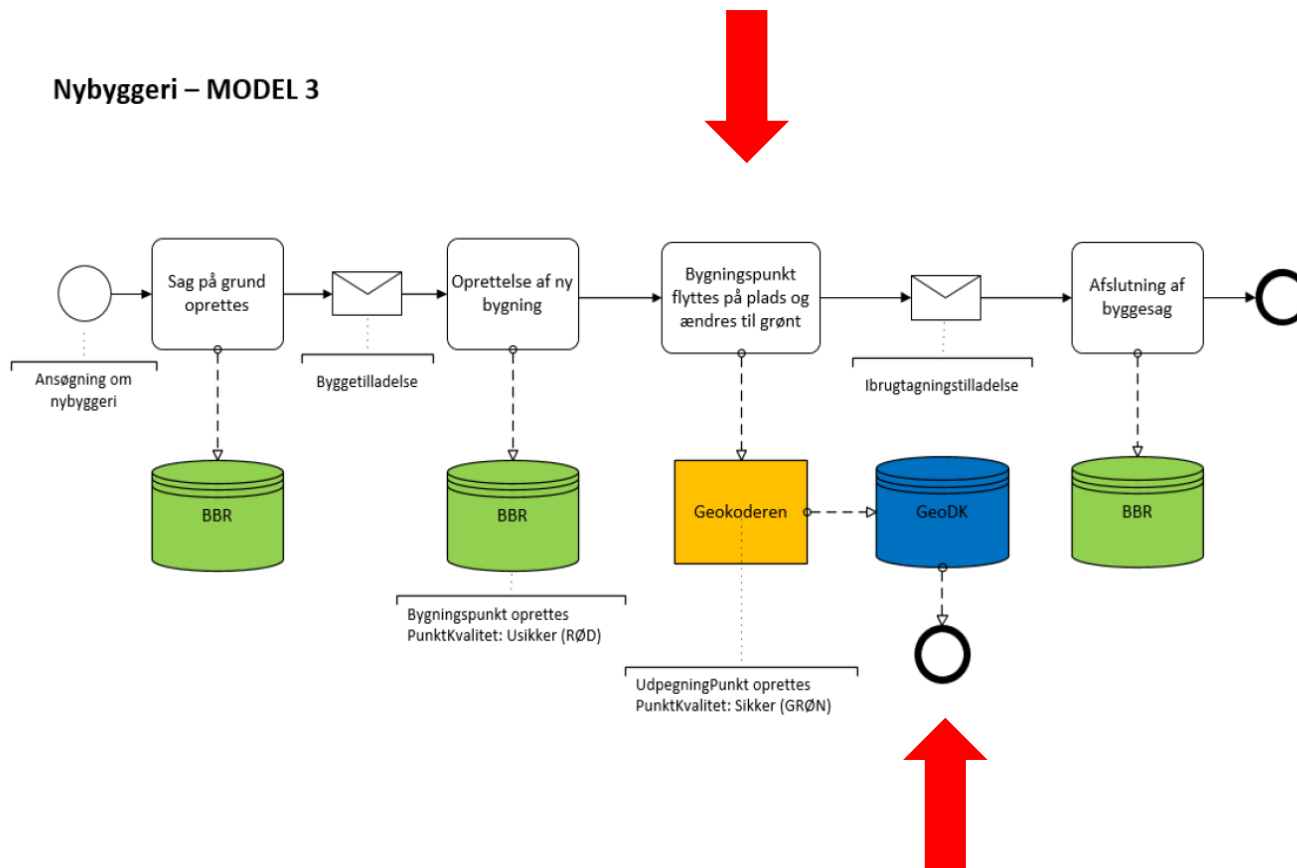 Nybyggeri – MODEL 3
Sag på grund
oprettes
Oprettelse af ny
bygning
Bygningspunkt
flyttes på plads og
ændres til grønt
Afslutning af
byggesag
Ansøgning om
nybyggeri
Byggetilladelse
Ibrugtagningstilladelse
BBR
BBR
Geokoderen
GeoDK
BBR
Bygningspunkt oprettes
PunktKvalitet: Usikker (RØD)
UdpegningPunkt oprettes
PunktKvalitet: Sikker (GRØN)